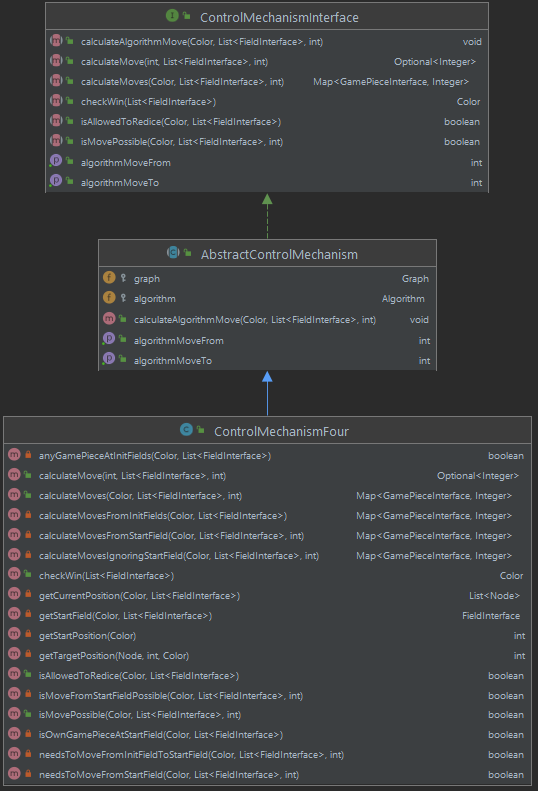 ControlMechanismInterface
calculateAlgorithmMove(Color, List<FieldInterface>, int) void
calculateMove(int, List<FieldInterface>, int) Optional<Integer>
calculateMoves(Color, List<FieldInterface>, int) Map<GamePieceInterface, Integer>
checkWin(List<FieldInterface>) Color
isAllowedToRedice(Color, List<FieldInterface>) boolean
isMovePossible(Color, List<FieldInterface>, int) boolean
algorithmMoveFrom int
algorithmMoveTo int
AbstractControlMechanism
graph Graph
algorithm Algorithm
calculateAlgorithmMove(Color, List<FieldInterface>, int) void
algorithmMoveFrom int
algorithmMoveTo int
ControlMechanismFour
anyGamePieceAtInitFields(Color, List<FieldInterface>) boolean
calculateMove(int, List<FieldInterface>, int) Optional<Integer>
calculateMoves(Color, List<FieldInterface>, int) Map<GamePieceInterface, Integer>
calculateMovesFromInitFields(Color, List<FieldInterface>) Map<GamePieceInterface, Integer>
calculateMovesFromStartField(Color, List<FieldInterface>, int) Map<GamePieceInterface, Integer>
calculateMovesIgnoringStartField(Color, List<FieldInterface>, int) Map<GamePieceInterface, Integer>
checkWin(List<FieldInterface>) Color
getCurrentPosition(Color, List<FieldInterface>) List<Node>
getStartField(Color, List<FieldInterface>) FieldInterface
getStartPosition(Color) int
getTargetPosition(Node, int, Color) int
isAllowedToRedice(Color, List<FieldInterface>) boolean
isMoveFromStartFieldPossible(Color, List<FieldInterface>, int) boolean
isMovePossible(Color, List<FieldInterface>, int) boolean
isOwnGamePieceAtStartField(Color, List<FieldInterface>) boolean
needsToMoveFromInitFieldToStartField(Color, List<FieldInterface>, int) boolean
needsToMoveFromStartField(Color, List<FieldInterface>, int) boolean